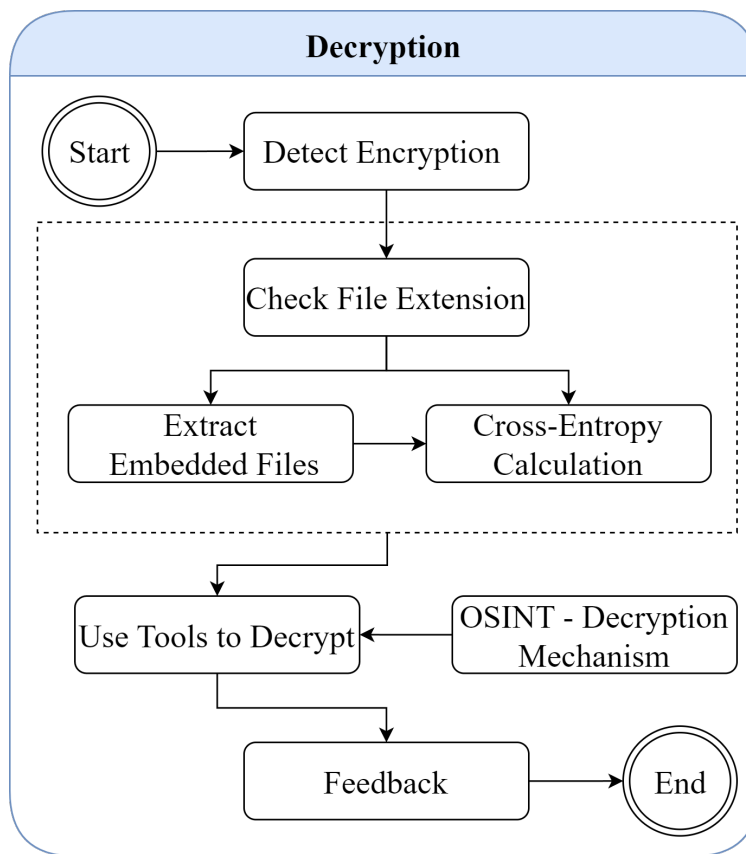 Decryption
Start
Detect Encryption
Check File Extension
Extract
Embedded Files
Cross-Entropy
Calculation
Use Tools to Decrypt
OSINT - Decryption
Mechanism
Feedback
End